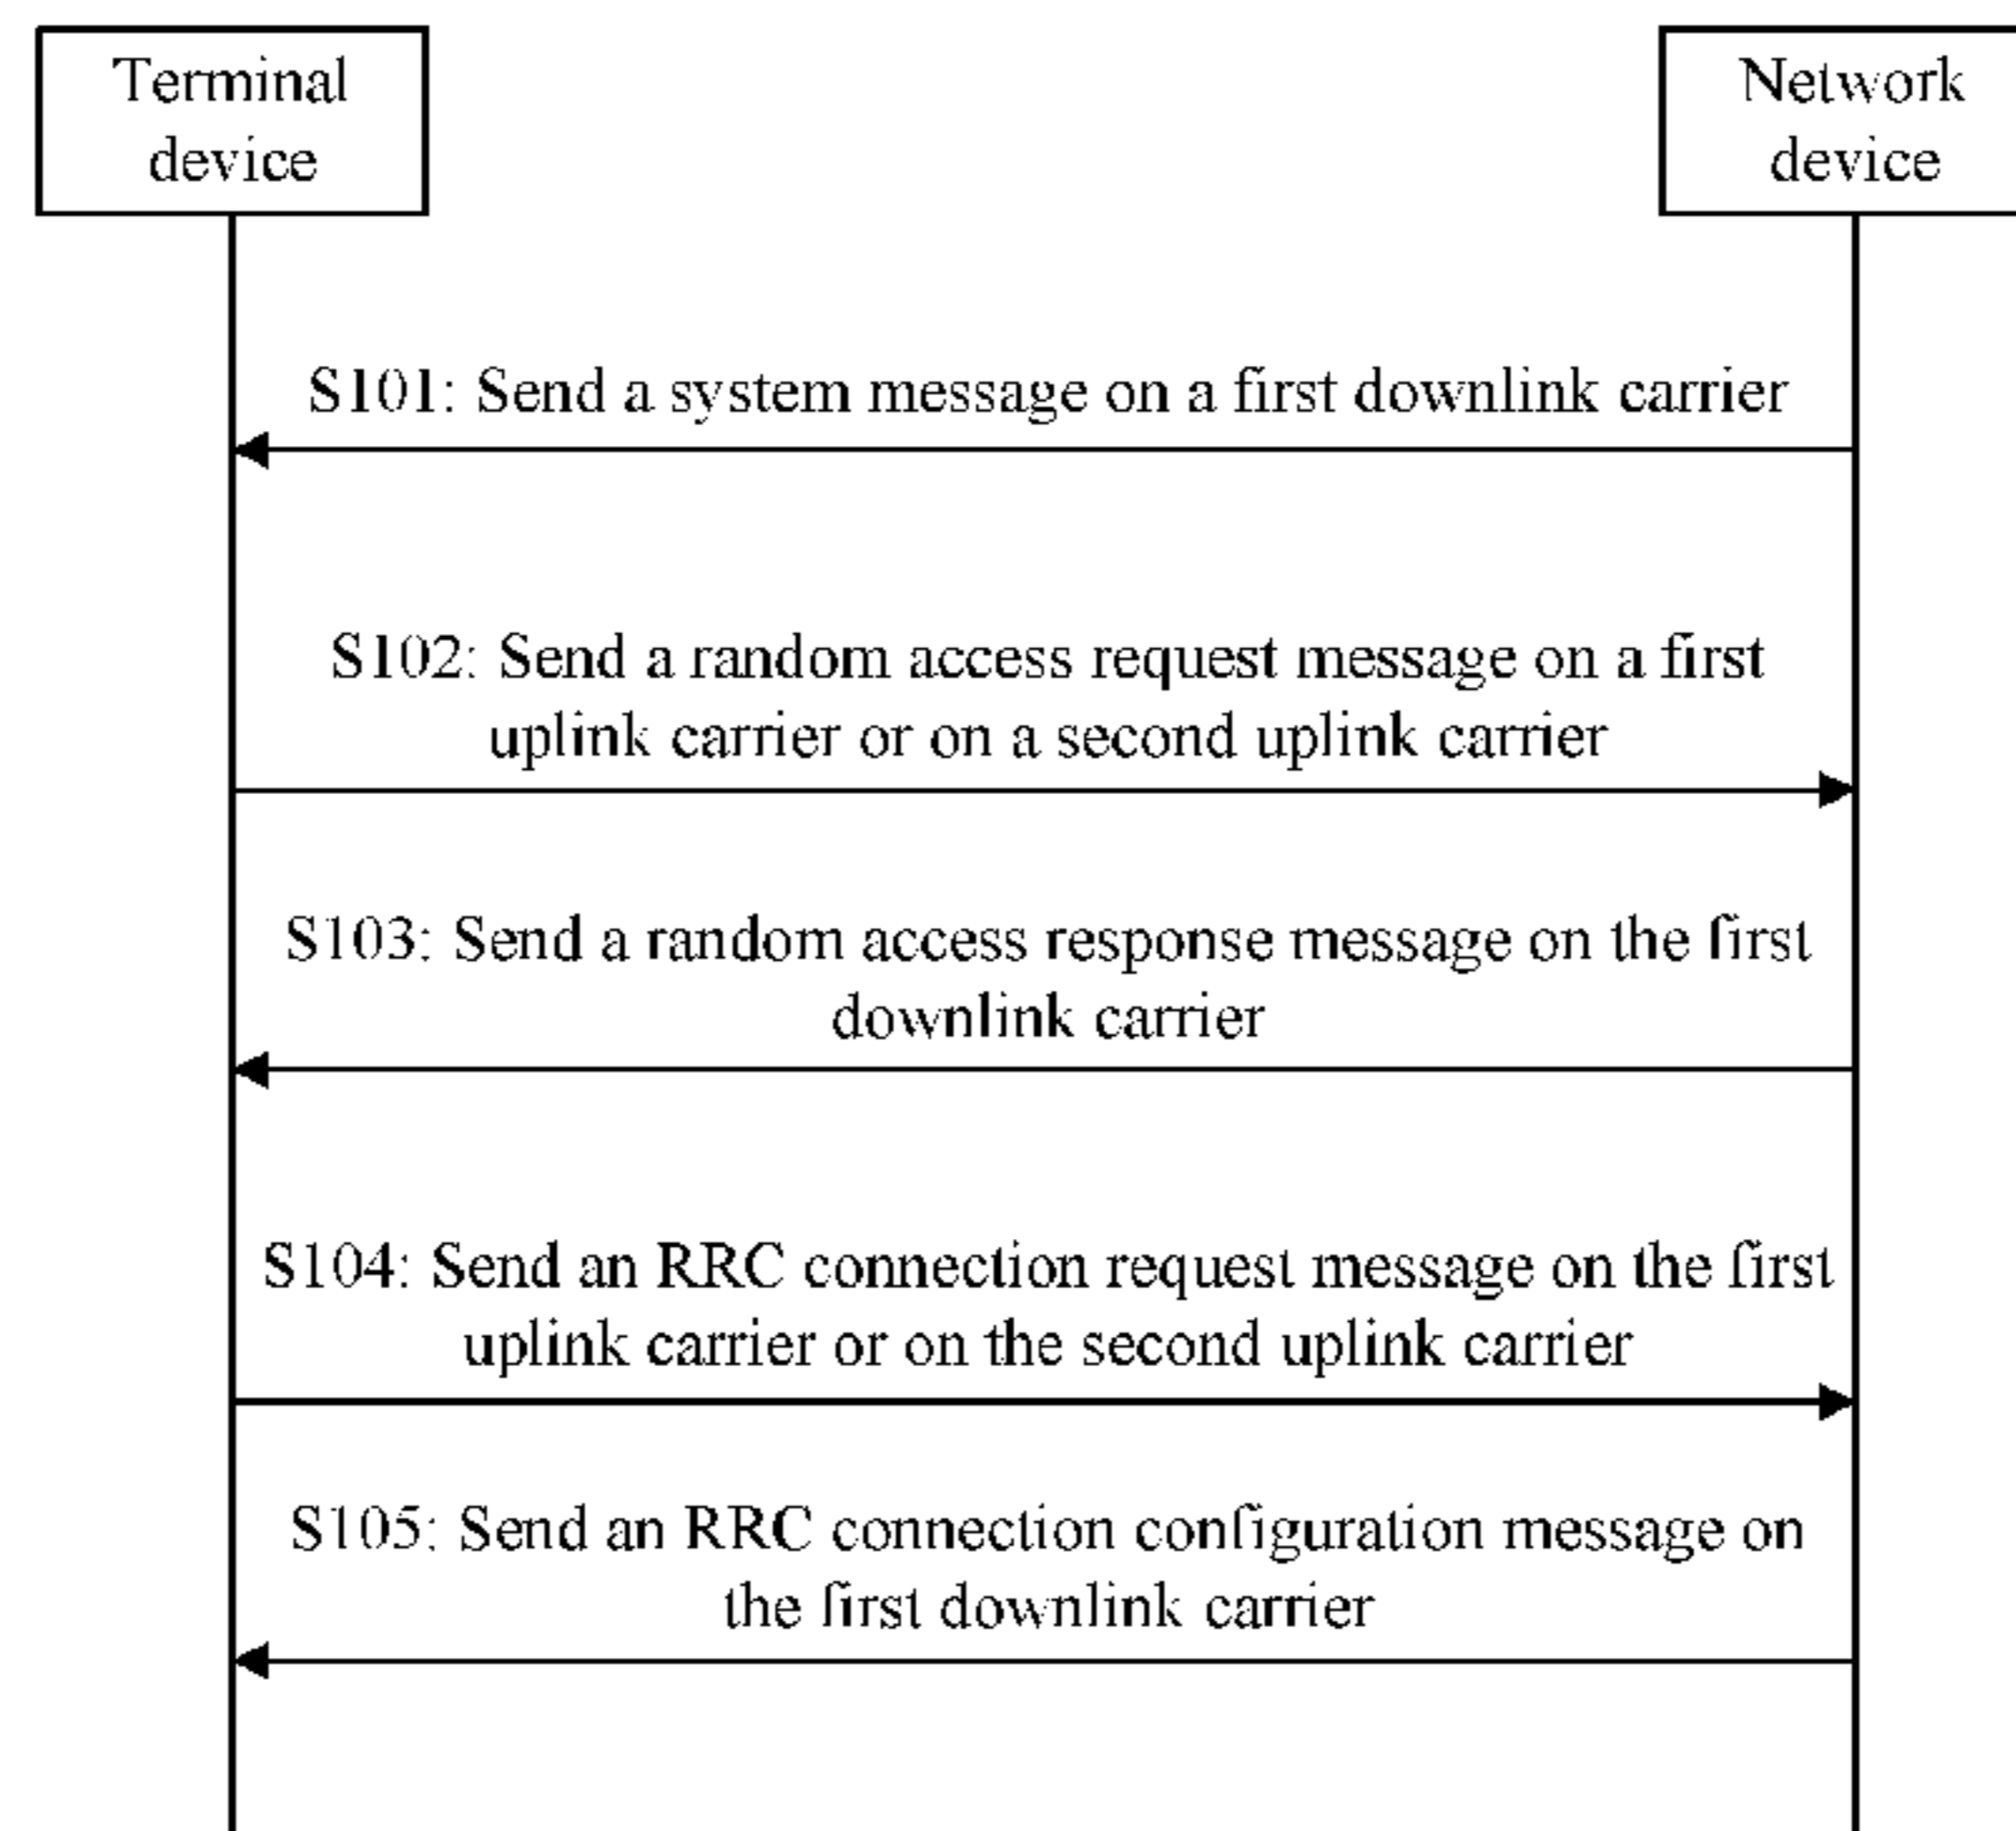 Terminal
device
Network
device
S101: Send a system message on a first downlink carrier
S102: Send a random access request message on a first
uplink carrier or on a second uplink carrier
S103: Send a random access response message on the first
downlink carrier
S104: Send an RRC connection request message on the first
uplink carrier or on the second uplink carrier
S105: Send an RRC connection configuration message on
the first downlink carrier